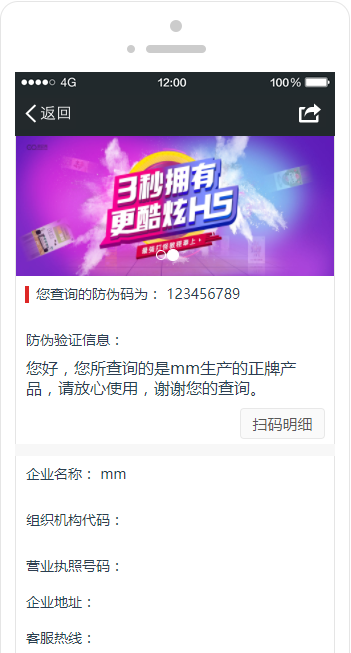 4G 12:00 100%
返回
3秒拥有
更酷炫H5
您查询的防伪码为： 123456789
防伪验证信息：
您好，您所查询的是mm生产的正牌产
品，请放心使用，谢谢您的查询。
扫码明细
企业名称： mm
组织机构代码：
营业执照号码：
企业地址：
客服热线：